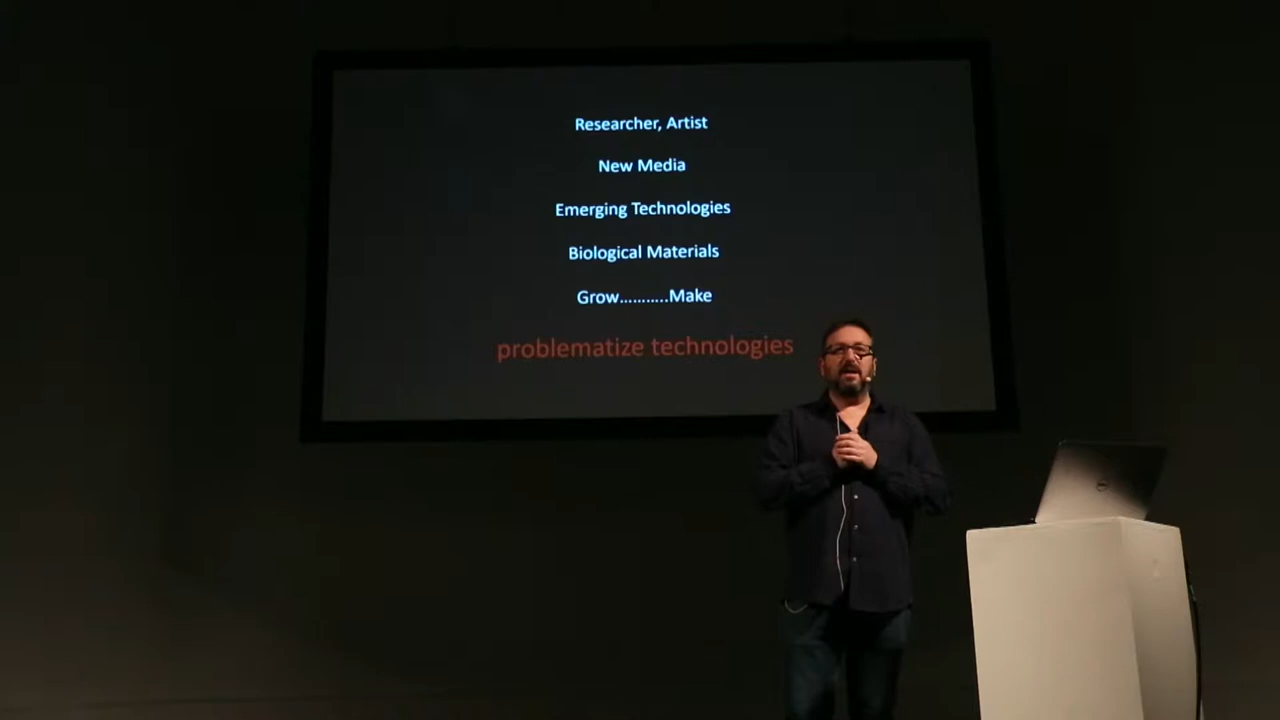 Researcher, Artist
New Media
Emerging Technologies
Biological Materials
Grow...........Make
problematize technologies